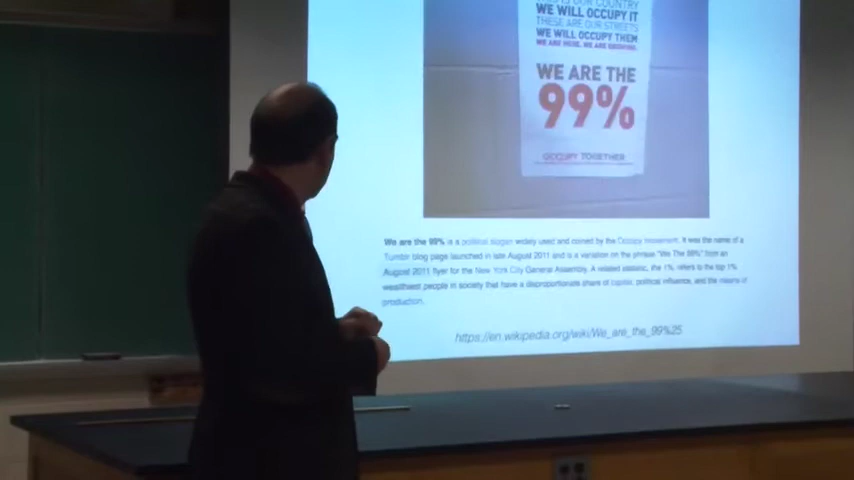 IS OUR COUNTRY
WE WILL OCCUPY IT
THESE ARE OUR STREETS
WE WILL OCCUPY THEM
WE ARE HERE. WE ARE GROWING.
WE ARE THE
99%
OCCUPY TOGETHER
We are the 99% is a political slogan widely used and coined by the Occupy movement. It was the name of a
Tumblr blog page launched in late August 2011 and is a variation on the phrase "We The 99%" from an
August 2011 flyer for the New York City General Assembly. A related statistic, the 1%, refers to the top 1%
wealthiest people in society that have a disproportionate share of capital, political influence, and the means of
production.
https://en.wikipedia.org/wiki/We_are_the_99%25